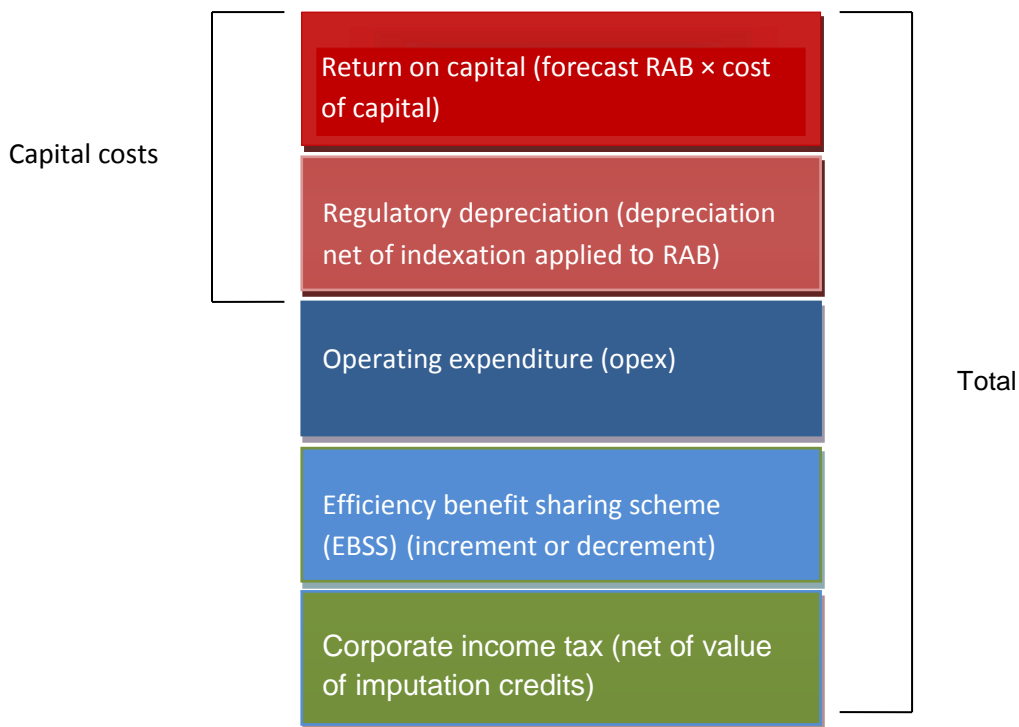 Return on capital (forecast RAB × cost
of capital)
Capital costs
Regulatory depreciation (depreciation
net of indexation applied to RAB)
Operating expenditure (opex)
Total
Efficiency benefit sharing scheme
(EBSS) (increment or decrement)
Corporate income tax (net of value
of imputation credits)